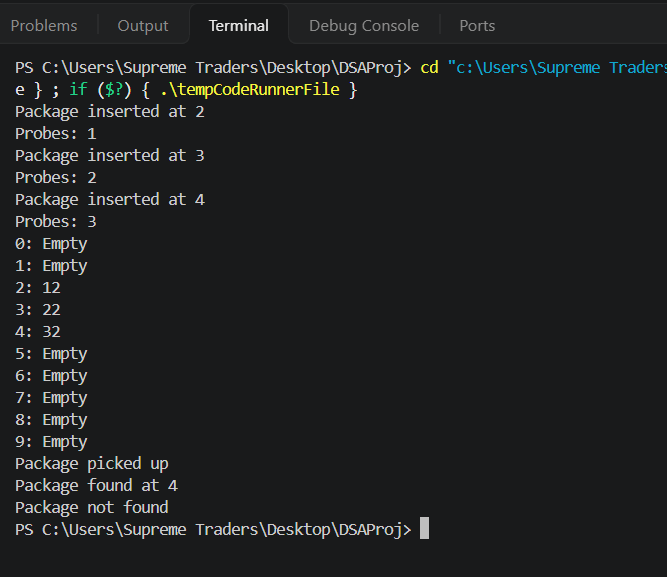 Problems Output Terminal Debug Console Ports
PS C:\Users\Supreme Traders\Desktop\DSAProj> cd "c:\Users\Supreme Traders
e } ; if ($?) { .\tempCodeRunnerFile }
Package inserted at 2
Probes: 1
Package inserted at 3
Probes: 2
Package inserted at 4
Probes: 3
0: Empty
1: Empty
2: 12
3: 22
4: 32
5: Empty
6: Empty
7: Empty
8: Empty
9: Empty
Package picked up
Package found at 4
Package not found
PS C:\Users\Supreme Traders\Desktop\DSAProj>